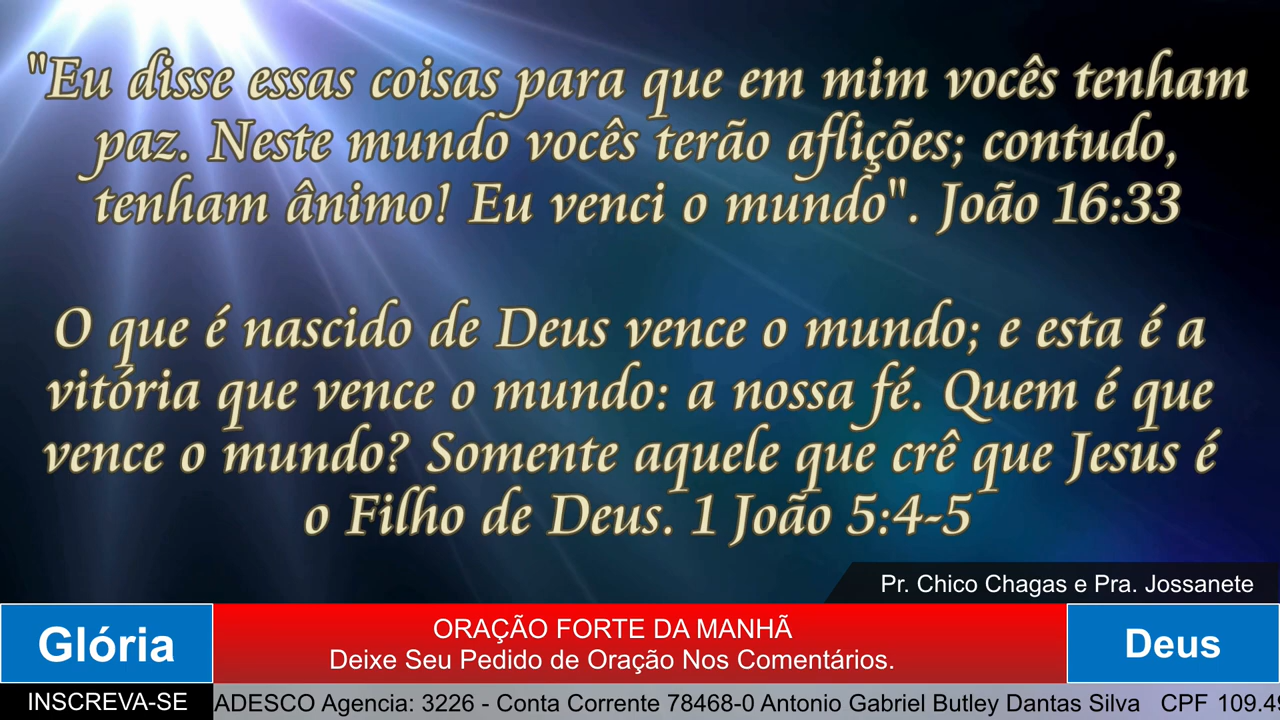 "Eu disse essas coisas para que em mim vocês tenham
paz. Neste mundo vocês terão aflições; contudo,
tenham ânimo! Eu venci o mundo". João 16:33
O que é nascido de Deus vence o mundo; e esta é a
vitória que vence o mundo: a nossa fé. Quem é que
vence o mundo? Somente aquele que crê que Jesus é
o Filho de Deus. 1 João 5:4-5
Pr. Chico Chagas e Pra. Jossanete
Glória
ORAÇÃO FORTE DA MANHÃ
Deixe Seu Pedido de Oração Nos Comentários.
Deus
INSCREVA-SE
ADESCO Agencia: 3226 - Conta Corrente 78468-0 Antonio Gabriel Butley Dantas Silva CPF 109.4